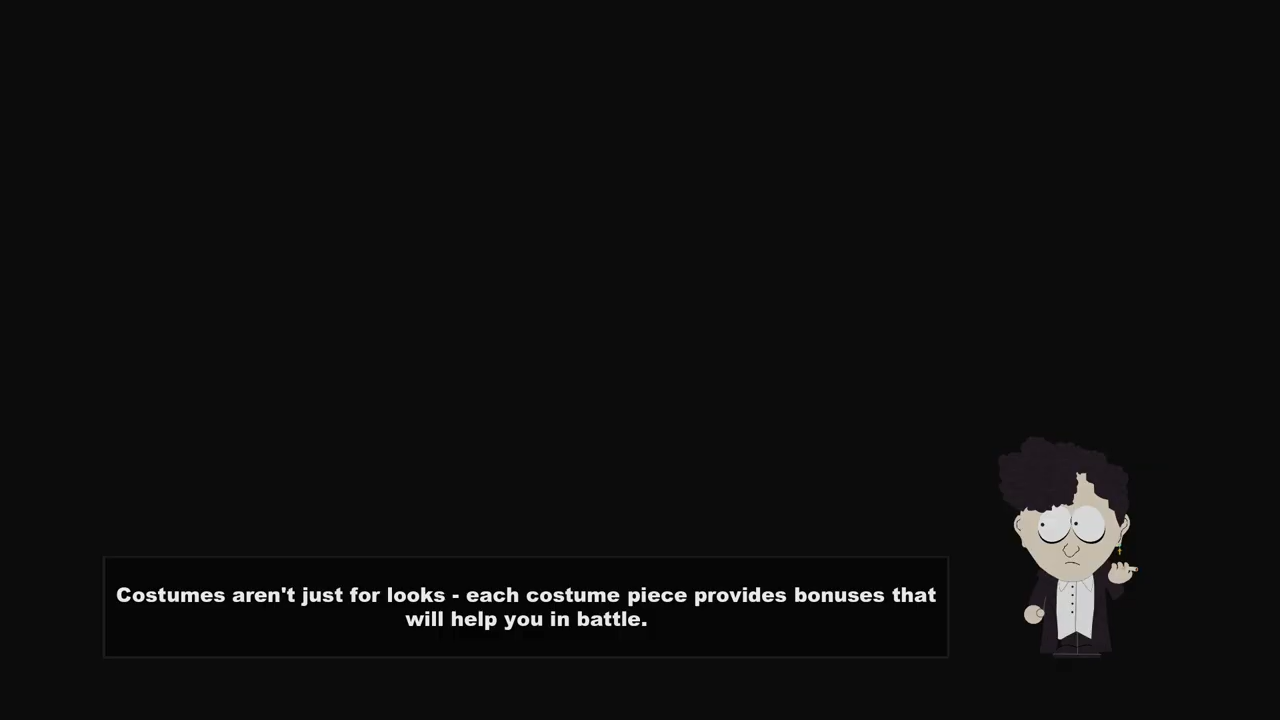 Costumes aren't just for looks - each costume piece provides bonuses that
will help you in battle.